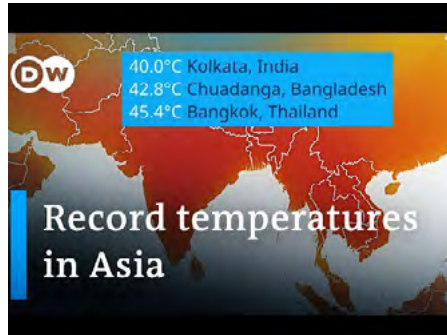 DW
40.0°C Kolkata, India
42.8°C Chuadanga, Bangladesh
45.4°C Bangkok, Thailand
Record temperatures
in Asia